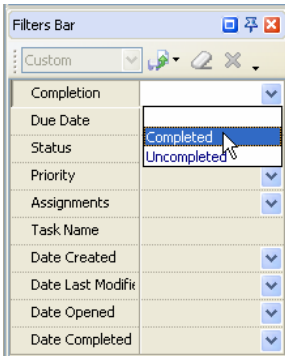 Filters Bar
Custom
Completion
Due Date
Completed
Status
Uncompleted
Priority
Assignments
Task Name
Date Created
Date Last Modifie
Date Opened
Date Completed